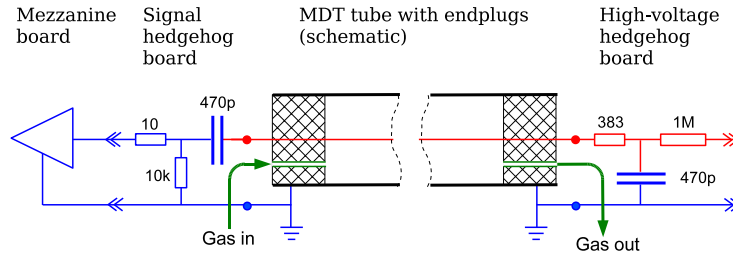 Mezzanine
board
Signal
hedgehog
board
MDT tube with endplugs
(schematic)
High-voltage
hedgehog
board
470p
10
10k
383
1M
470p
Gas in
Gas out